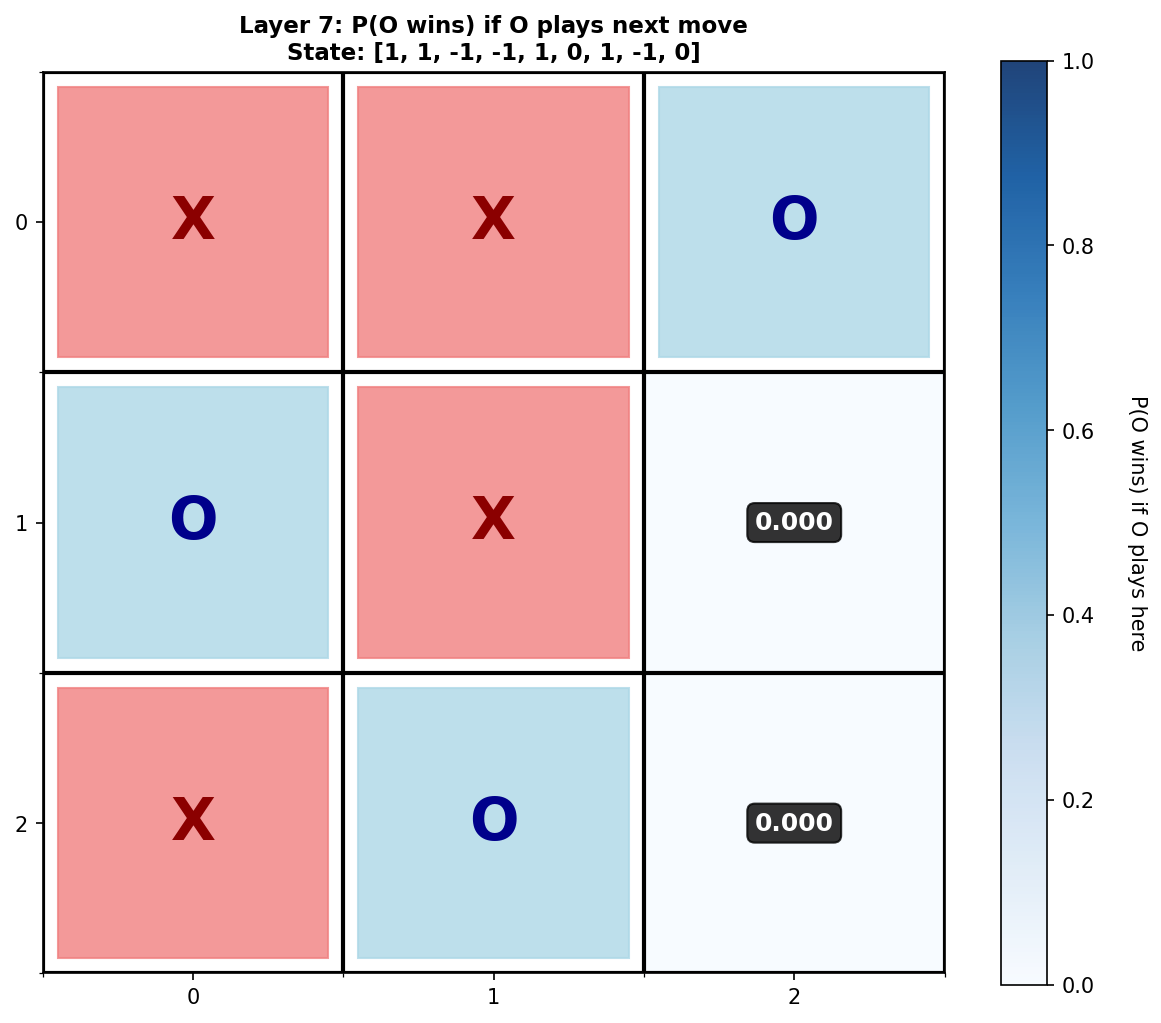 Layer 7: P(O wins) if O plays next move
State: [1, 1, -1, -1, 1, 0, 1, -1, 0]
X X O
O X 0.000
X O 0.000
0
1
2
0 1 2
1.0
0.8
0.6
0.4
0.2
0.0
P(O wins) if O plays here